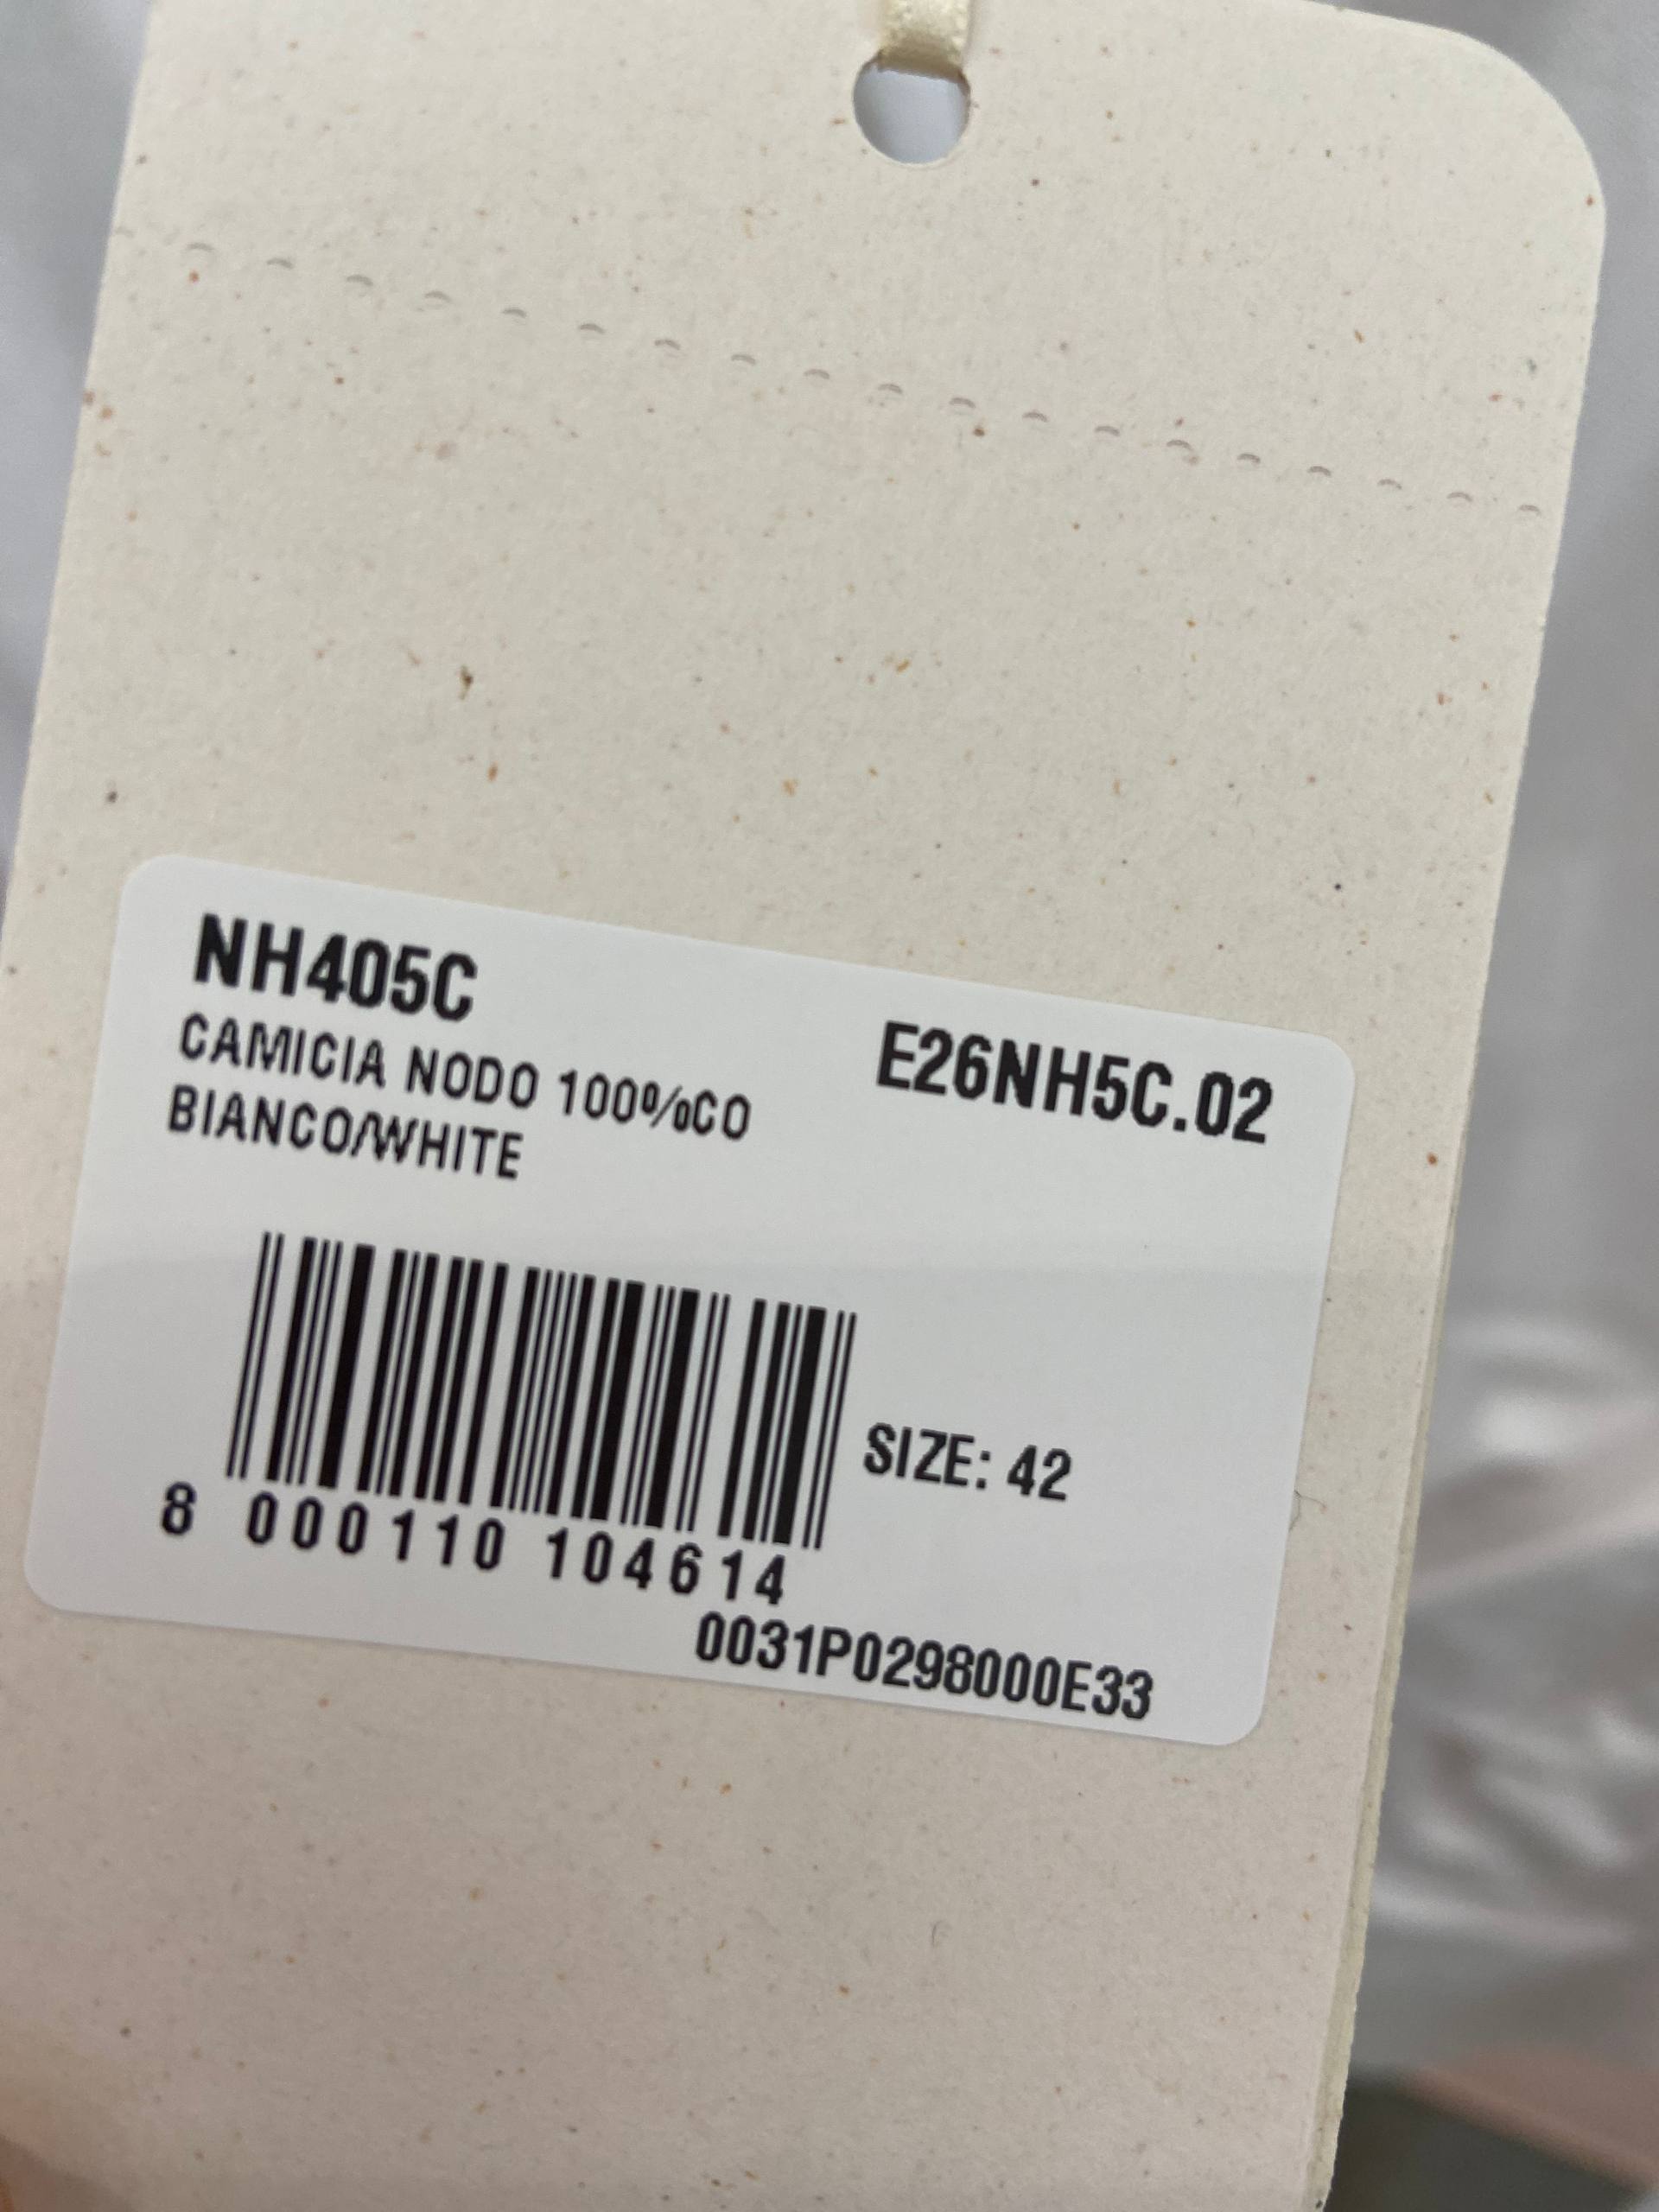 NH405C
E26NH5C.02
CAMICIA NODO 100%CO
BIANCO/WHITE
SIZE: 42
8 000110 104614
0031P0298000E33